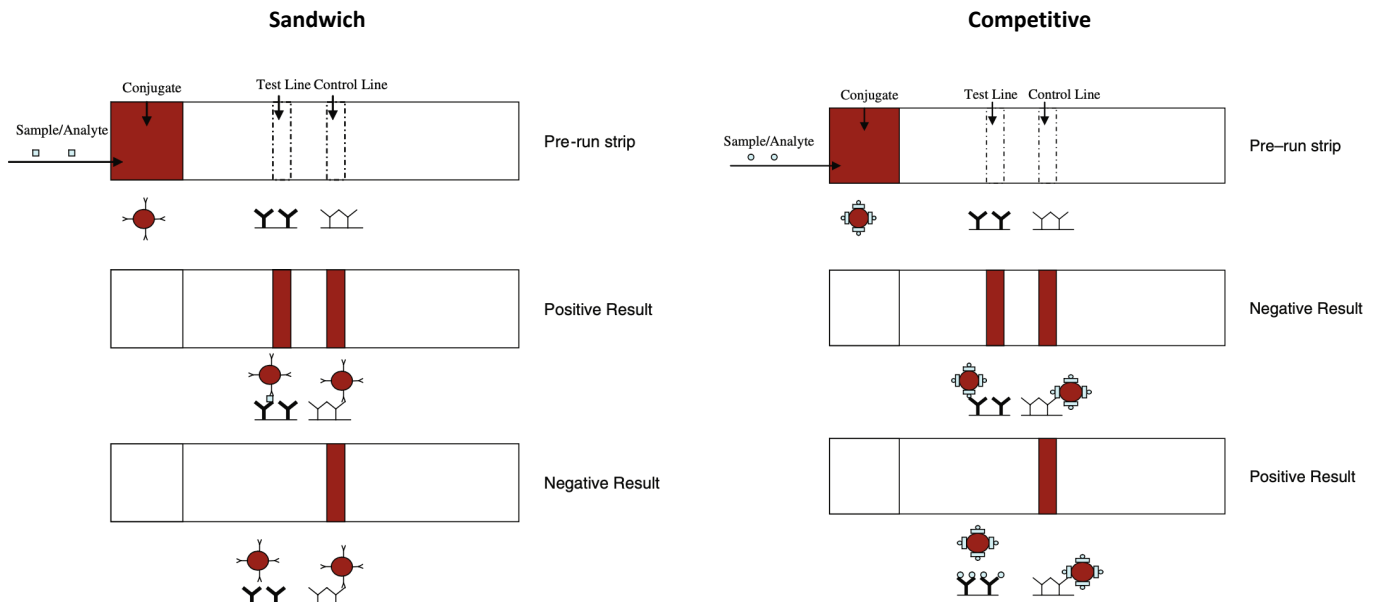 Sandwich
Conjugate
Test Line
Control Line
Sample/Analyte
Pre-run strip
Positive Result
Negative Result
Competitive
Conjugate
Test Line
Control Line
Sample/Analyte
Pre–run strip
Negative Result
Positive Result